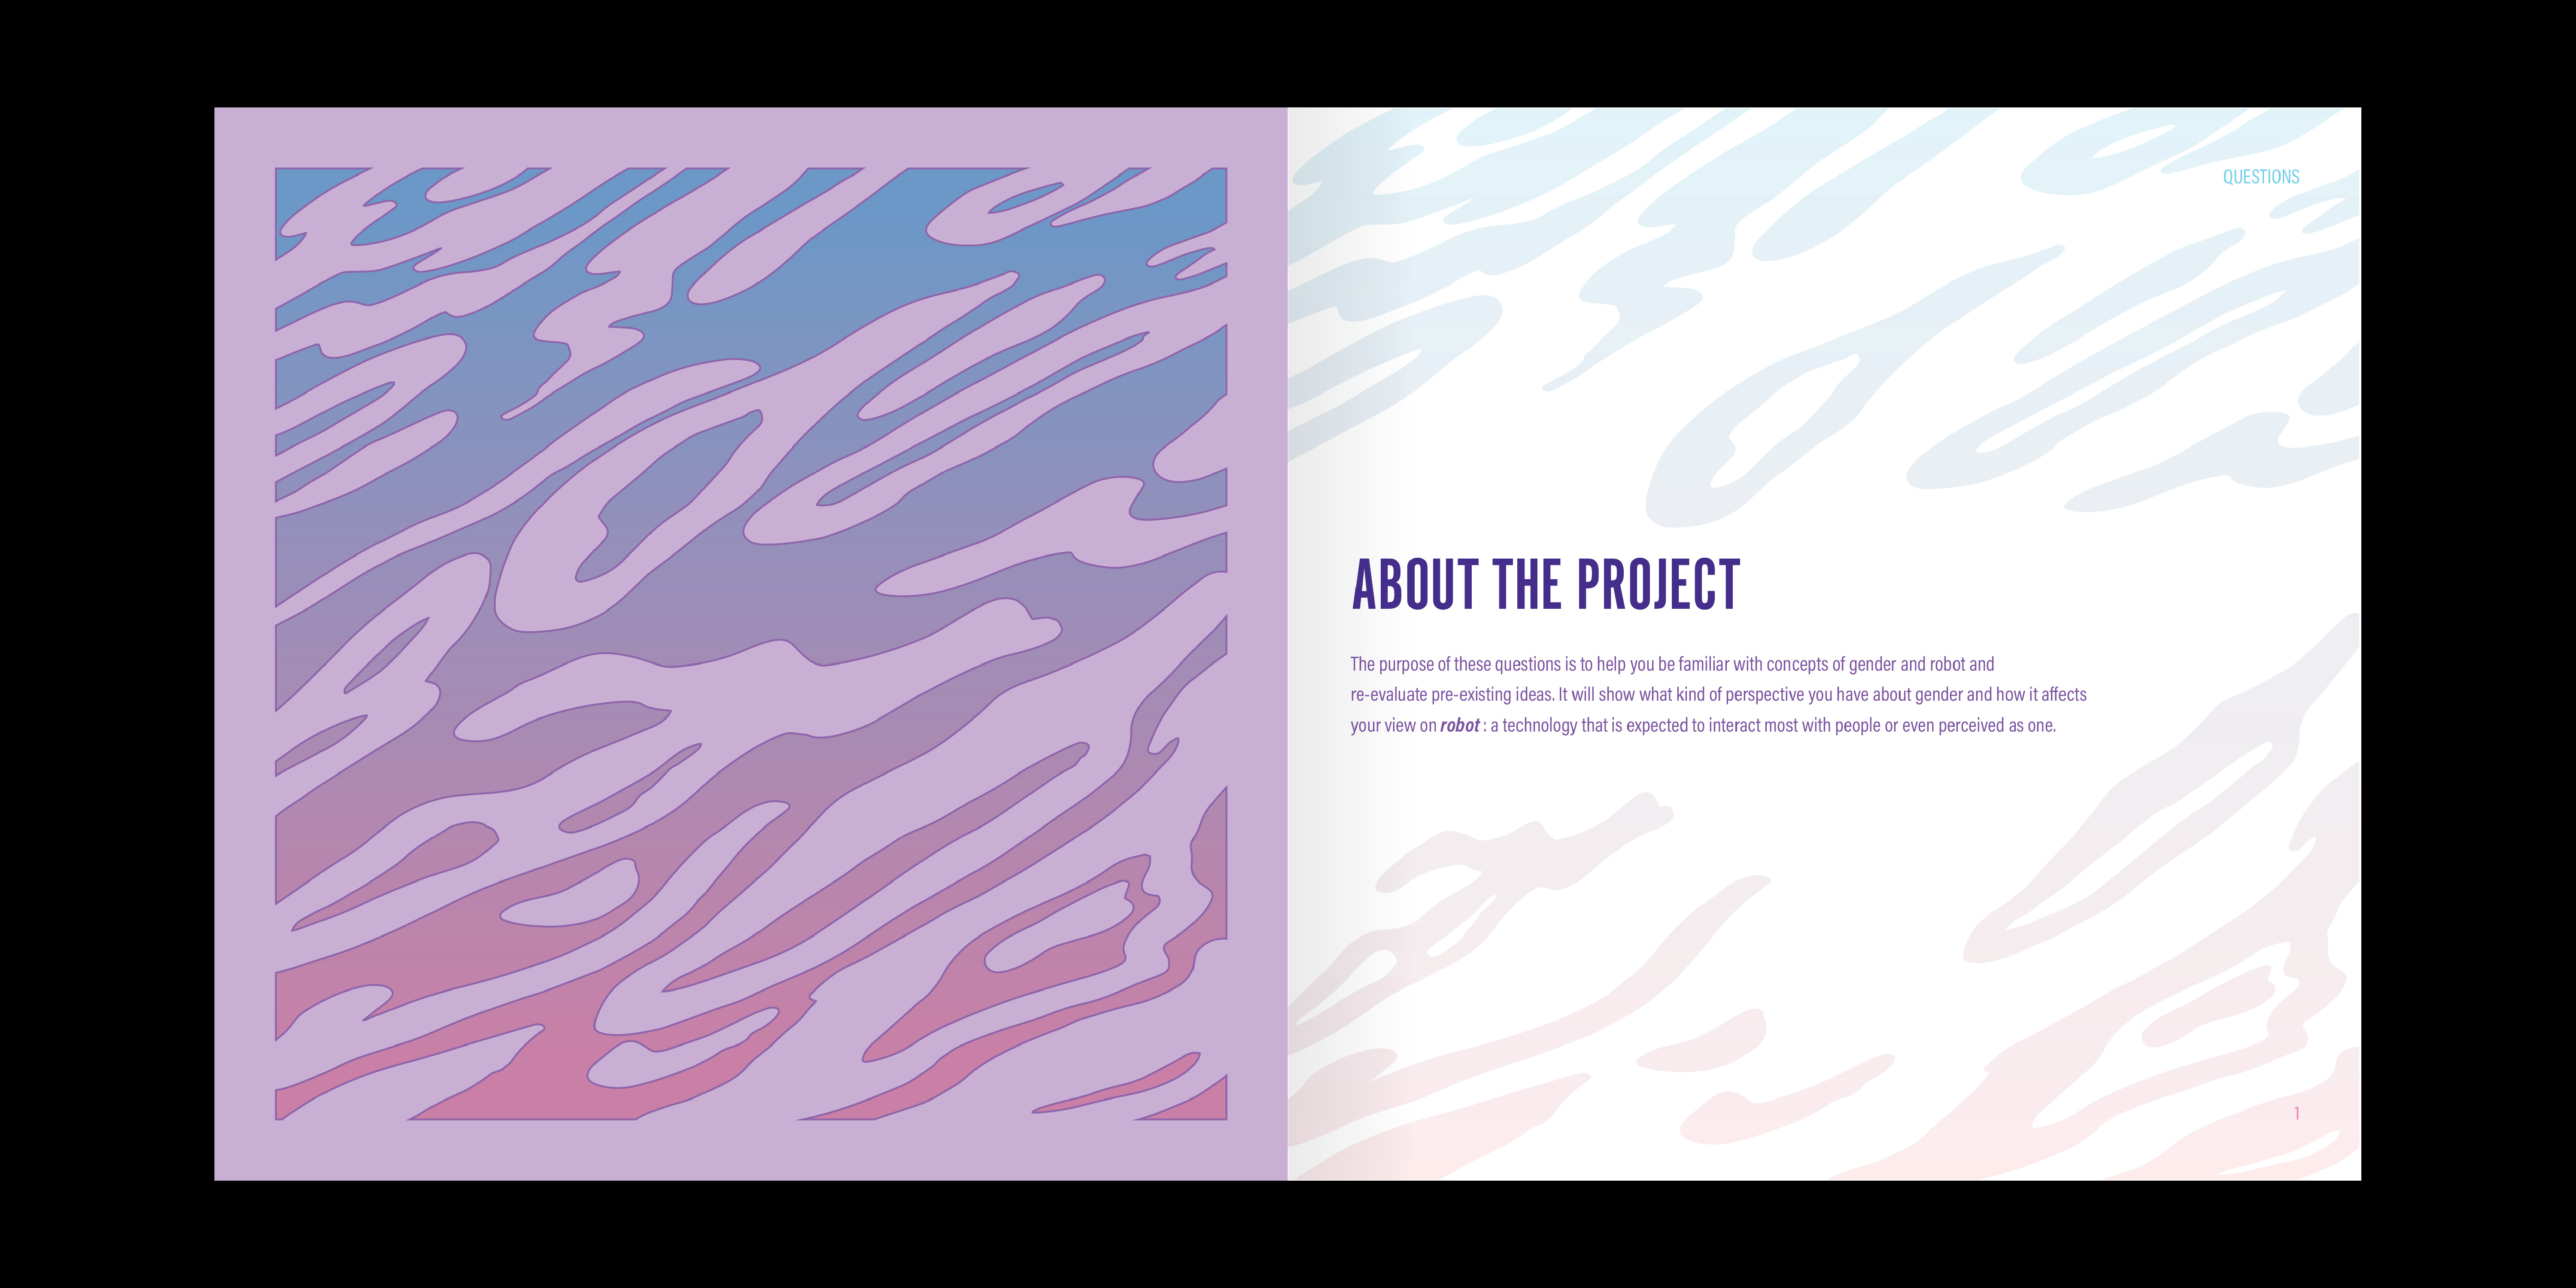 QUESTIONS
ABOUT THE PROJECT
The purpose of these questions is to help you be familiar with concepts of gender and robot and
re-evaluate pre-existing ideas. It will show what kind of perspective you have about gender and how it affects
your view on robot : a technology that is expected to interact most with people or even perceived as one.
1